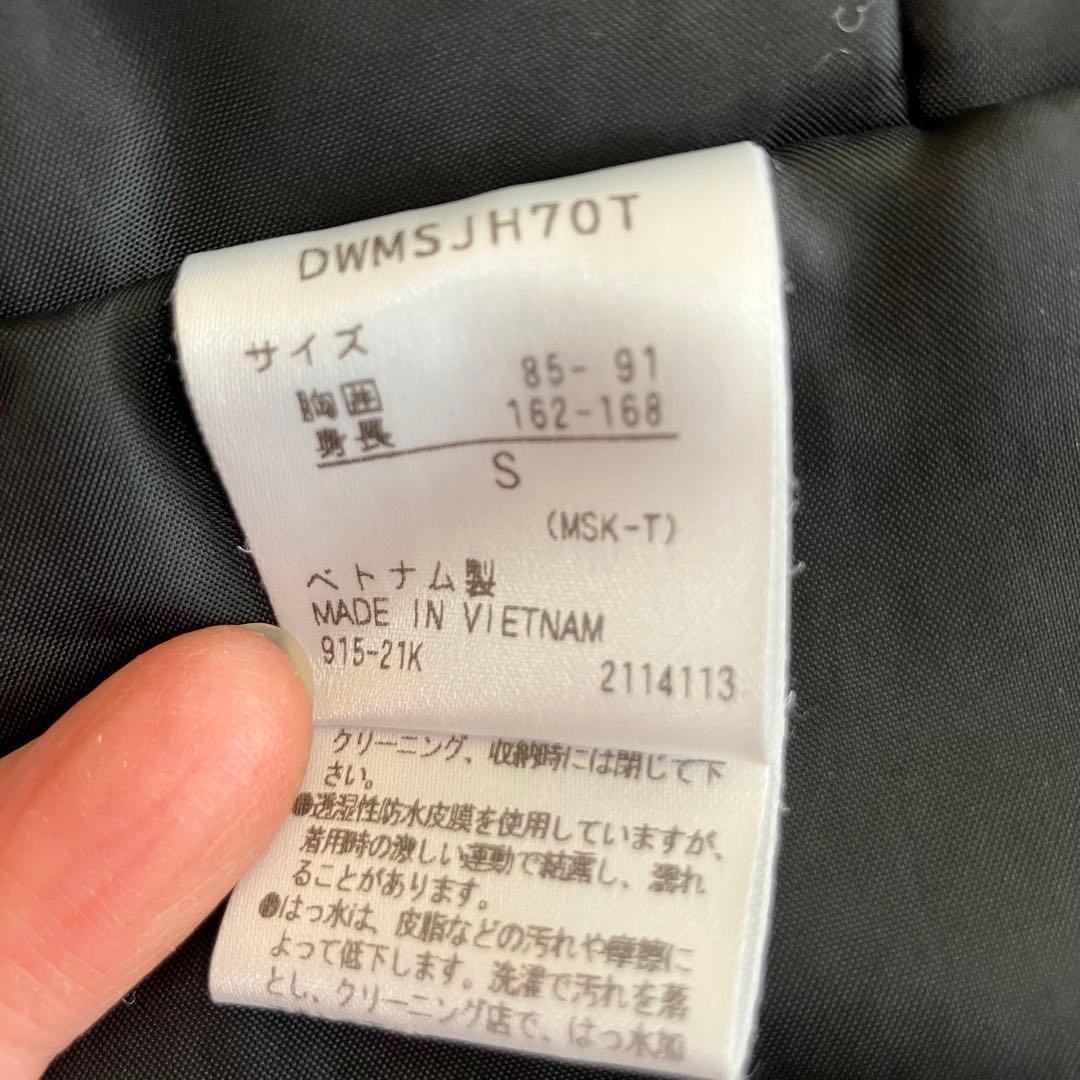 DWMSJH70T
サイズ
胸囲 85-91
身長 162-168
S
(MSK-T)
ベトナム製
MADE IN VIETNAM
915-21K
2114113
クリーニング、収納時には閉じて下
さい。
●透湿性防水皮膜を使用していますが、
着用時の激しい運動で結露し、濡れ
ることがあります。
●はっ水は、皮脂などの汚れや摩擦に
よって低下します。洗濯で汚れを落
とし、クリーニング店で、はっ水加